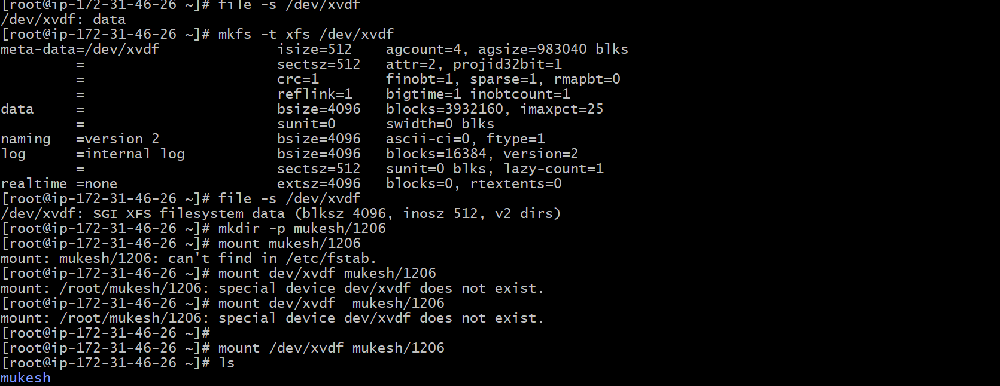 [root@ip-172-31-46-26 ~]# file -s /dev/xvdf
/dev/xvdf: data
[root@ip-172-31-46-26 ~]# mkfs -t xfs /dev/xvdf
meta-data=/dev/xvdf              isize=512    agcount=4, agsize=983040 blks
         =                       sectsz=512   attr=2, projid32bit=1
         =                       crc=1        finobt=1, sparse=1, rmapbt=0
         =                       reflink=1    bigtime=1 inobtcount=1
data     =                       bsize=4096   blocks=3932160, imaxpct=25
         =                       sunit=0      swidth=0 blks
naming   =version 2              bsize=4096   ascii-ci=0, ftype=1
log      =internal log           bsize=4096   blocks=16384, version=2
         =                       sectsz=512   sunit=0 blks, lazy-count=1
realtime =none                   extsz=4096   blocks=0, rtextents=0
[root@ip-172-31-46-26 ~]# file -s /dev/xvdf
/dev/xvdf: SGI XFS filesystem data (blksz 4096, inosz 512, v2 dirs)
[root@ip-172-31-46-26 ~]# mkdir -p mukesh/1206
[root@ip-172-31-46-26 ~]# mount mukesh/1206
mount: mukesh/1206: can't find in /etc/fstab.
[root@ip-172-31-46-26 ~]# mount dev/xvdf mukesh/1206
mount: /root/mukesh/1206: special device dev/xvdf does not exist.
[root@ip-172-31-46-26 ~]# mount dev/xvdf  mukesh/1206
mount: /root/mukesh/1206: special device dev/xvdf does not exist.
[root@ip-172-31-46-26 ~]#
[root@ip-172-31-46-26 ~]# mount /dev/xvdf mukesh/1206
[root@ip-172-31-46-26 ~]# ls
mukesh